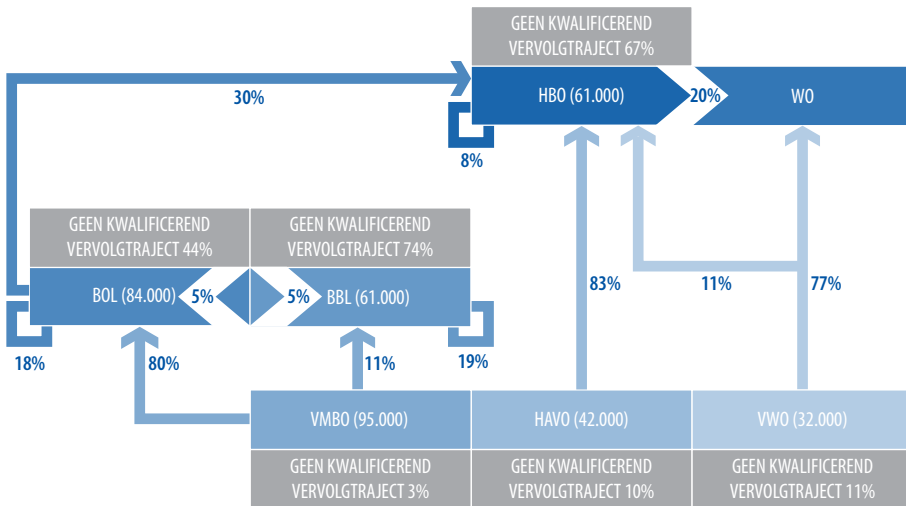 GEEN KWALIFICEREND
VERVOLGTRAJECT 67%
HBO (61.000)
20%
WO
30%
8%
GEEN KWALIFICEREND
VERVOLGTRAJECT 44%
GEEN KWALIFICEREND
VERVOLGTRAJECT 74%
BOL (84.000)
5%
5%
BBL (61.000)
83%
11%
77%
18%
80%
11%
19%
VMBO (95.000)
HAVO (42.000)
VWO (32.000)
GEEN KWALIFICEREND
VERVOLGTRAJECT 3%
GEEN KWALIFICEREND
VERVOLGTRAJECT 10%
GEEN KWALIFICEREND
VERVOLGTRAJECT 11%